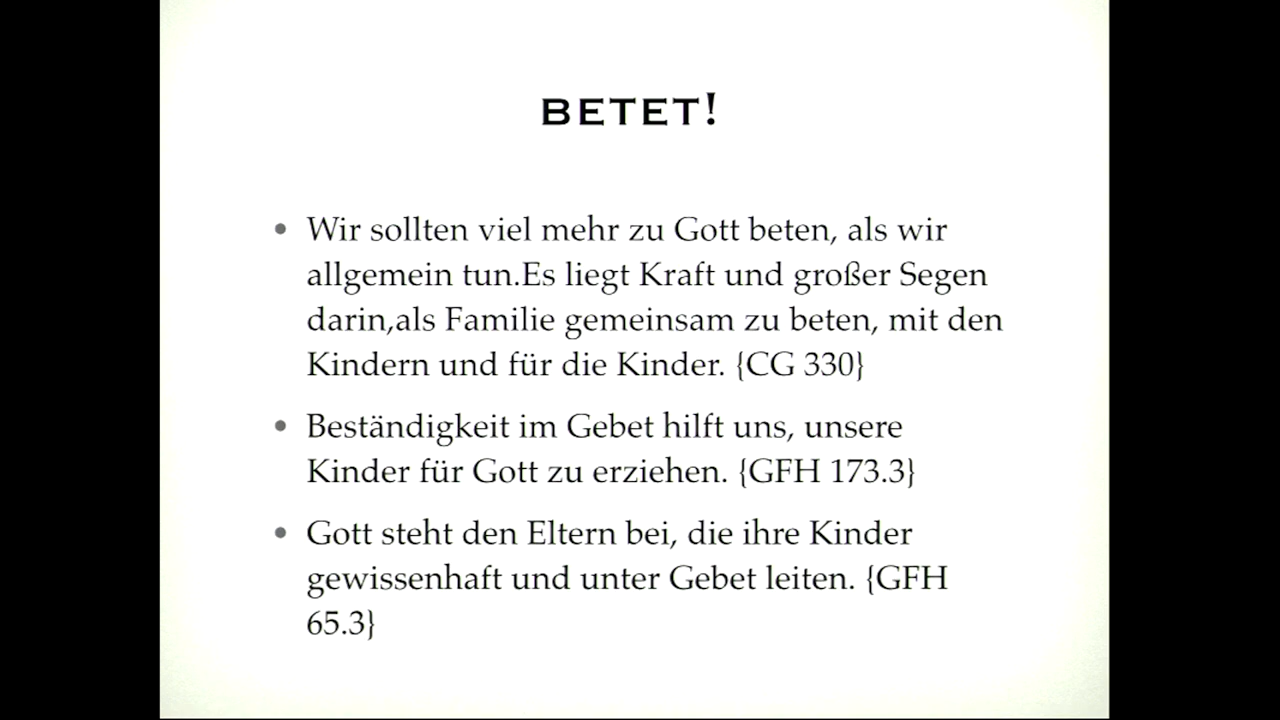 BETET!
• Wir sollten viel mehr zu Gott beten, als wir
allgemein tun.Es liegt Kraft und großer Segen
darin,als Familie gemeinsam zu beten, mit den
Kindern und für die Kinder. {CG 330}
• Beständigkeit im Gebet hilft uns, unsere
Kinder für Gott zu erziehen. {GFH 173.3}
• Gott steht den Eltern bei, die ihre Kinder
gewissenhaft und unter Gebet leiten. {GFH
65.3}